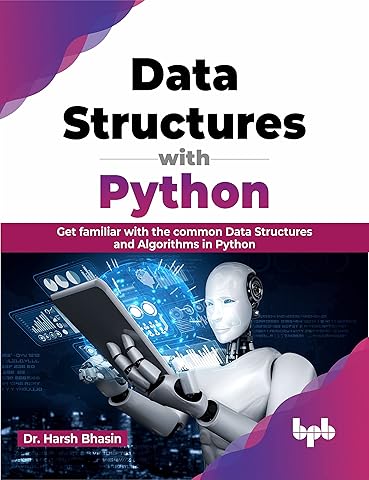 Data
Structures
with
Python
Get familiar with the common Data Structures
and Algorithms in Python
Dr. Harsh Bhasin
bpb